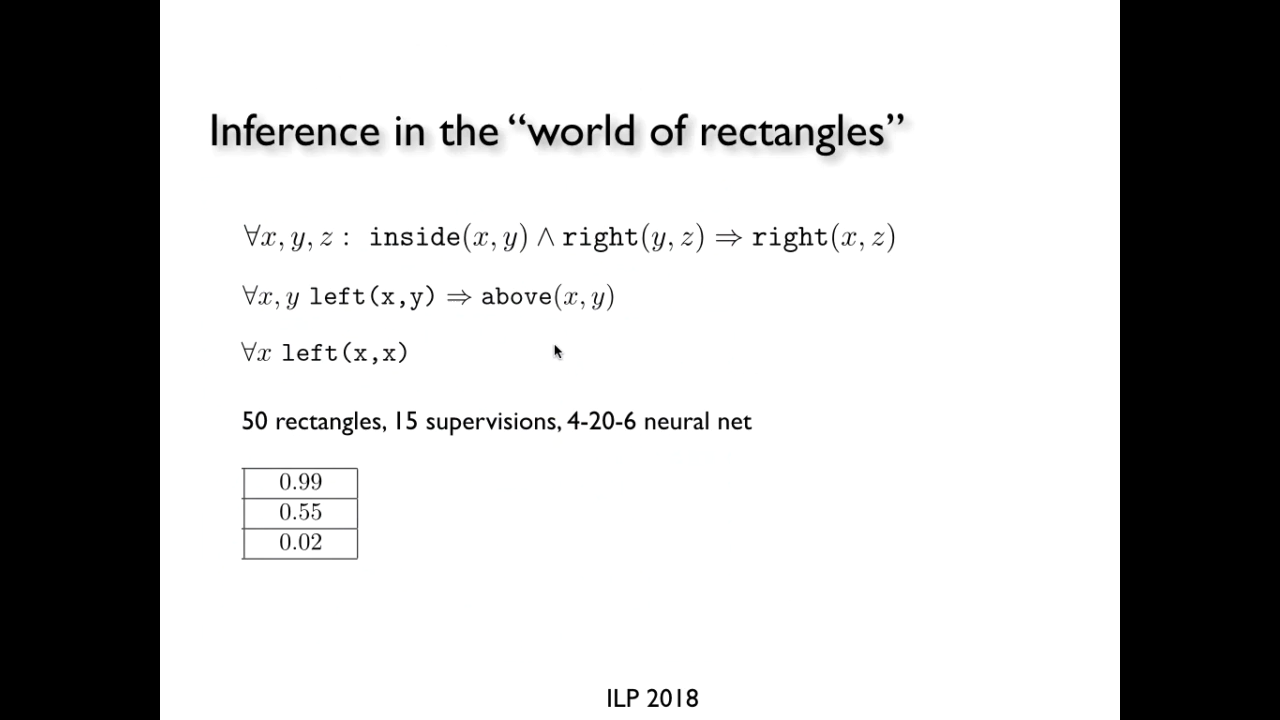 Inference in the “world of rectangles”
∀x, y, z : inside(x, y) ∧ right(y, z) ⇒ right(x, z)
∀x, y left(x,y) ⇒ above(x, y)
∀x left(x,x)
50 rectangles, 15 supervisions, 4-20-6 neural net
0.99
0.55
0.02
ILP 2018